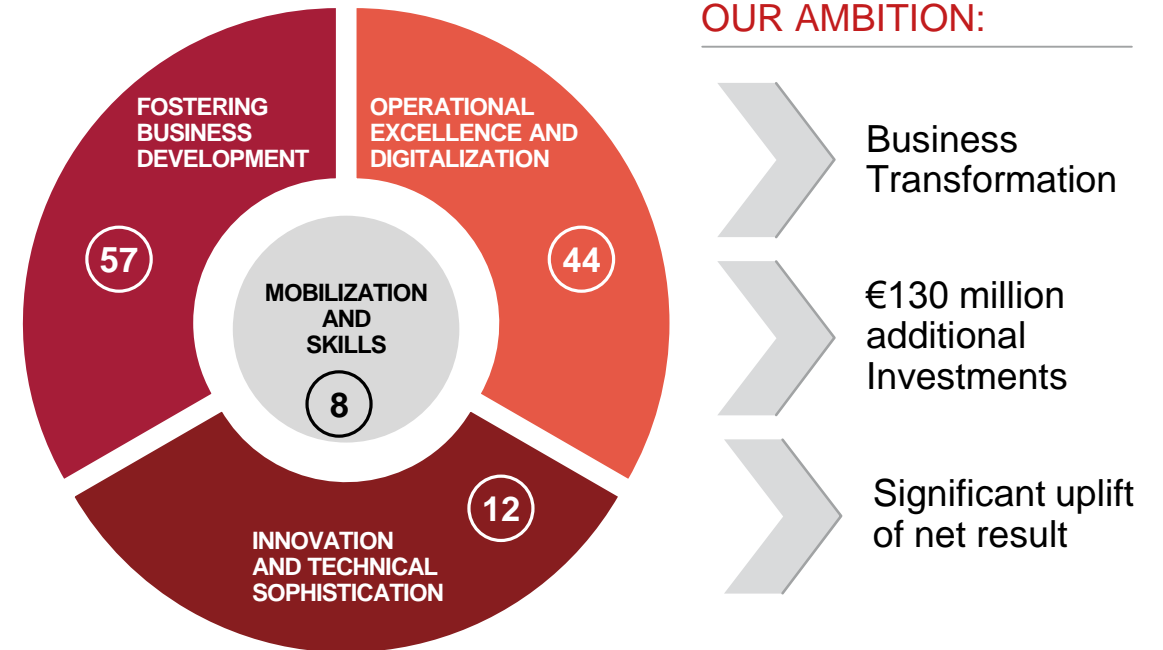 OUR AMBITION:
FOSTERING
BUSINESS
DEVELOPMENT
57
OPERATIONAL
EXCELLENCE AND
DIGITALIZATION
44
MOBILIZATION
AND
SKILLS
8
12
INNOVATION
AND TECHNICAL
SOPHISTICATION
Business
Transformation
€130 million
additional
Investments
Significant uplift
of net result